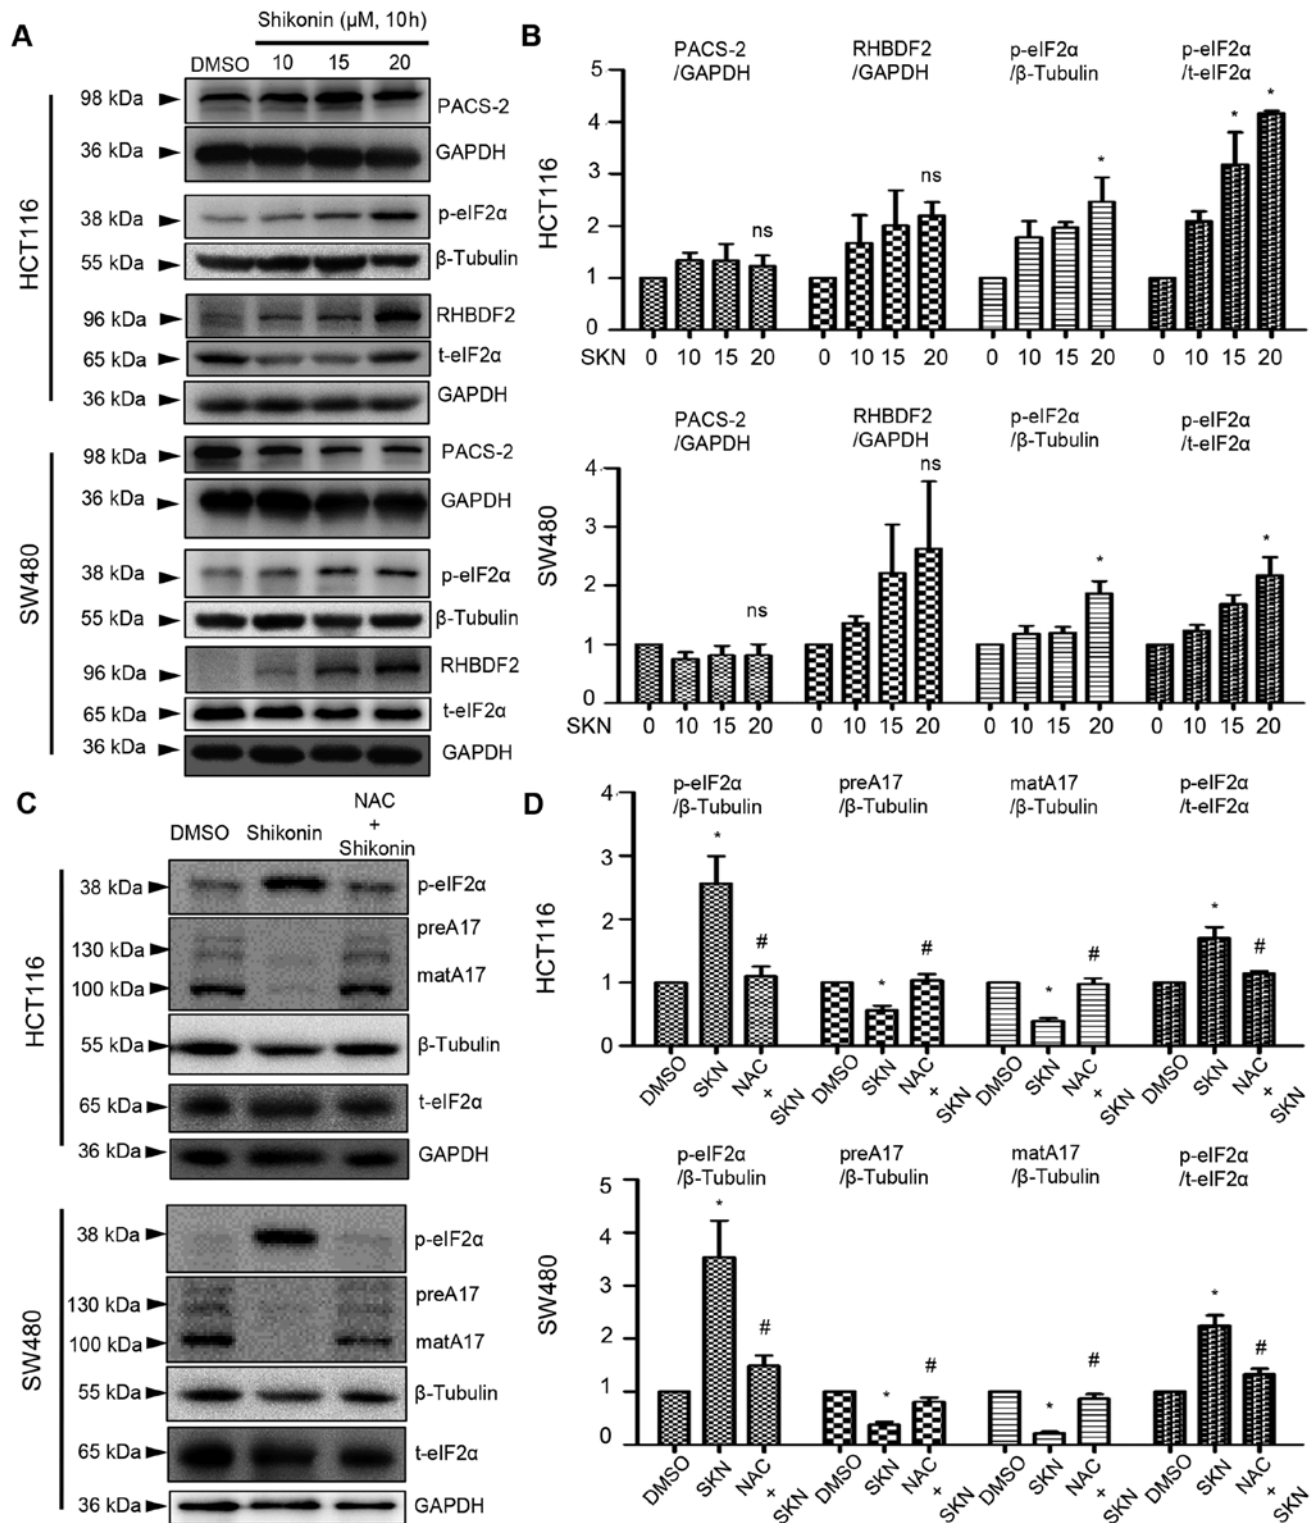 A
Shikonin (µM, 10h)
DMSO 10 15 20
HCT116
98 kDa PACS-2
36 kDa GAPDH
38 kDa p-eIF2α
55 kDa β-Tubulin
96 kDa RHBDF2
65 kDa t-eIF2α
36 kDa GAPDH
SW480
98 kDa PACS-2
36 kDa GAPDH
38 kDa p-eIF2α
55 kDa β-Tubulin
96 kDa RHBDF2
65 kDa t-eIF2α
36 kDa GAPDH
B
PACS-2 RHBDF2 p-eIF2α p-eIF2α
/GAPDH /GAPDH /β-Tubulin /t-eIF2α
HCT116
5
4
3
2
1
0
ns ns * * *
SKN 0 10 15 20 0 10 15 20 0 10 15 20 0 10 15 20
PACS-2 RHBDF2 p-eIF2α p-eIF2α
/GAPDH /GAPDH /β-Tubulin /t-eIF2α
SW480
4
3
2
1
0
ns ns * *
SKN 0 10 15 20 0 10 15 20 0 10 15 20 0 10 15 20
C
DMSO Shikonin NAC
+
Shikonin
HCT116
38 kDa p-eIF2α
preA17
130 kDa
matA17
100 kDa
55 kDa β-Tubulin
65 kDa t-eIF2α
36 kDa GAPDH
SW480
38 kDa p-eIF2α
preA17
130 kDa
100 kDa matA17
55 kDa β-Tubulin
65 kDa t-eIF2α
36 kDa GAPDH
D
p-eIF2α preA17 matA17 p-eIF2α
/β-Tubulin /β-Tubulin /β-Tubulin /t-eIF2α
HCT116
4
3
2
1
0
* # * # * # * #
DMSO SKN NAC + SKN DMSO SKN NAC + SKN DMSO SKN NAC + SKN DMSO SKN NAC + SKN
p-eIF2α preA17 matA17 p-eIF2α
/β-Tubulin /β-Tubulin /β-Tubulin /t-eIF2α
SW480
5
4
3
2
1
0
* # * # * # * #
DMSO SKN NAC + SKN DMSO SKN NAC + SKN DMSO SKN NAC + SKN DMSO SKN NAC + SKN